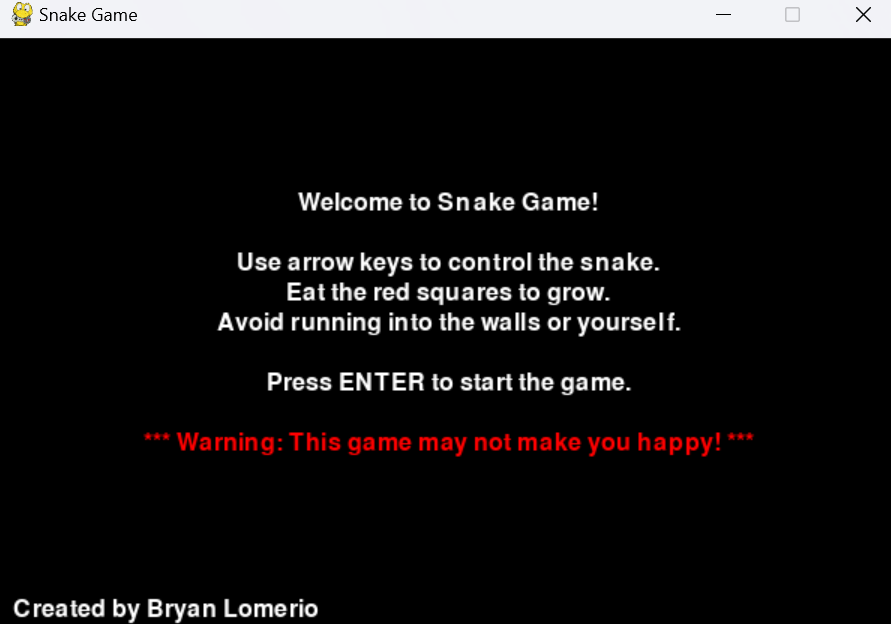 Snake Game
Welcome to Snake Game!
Use arrow keys to control the snake.
Eat the red squares to grow.
Avoid running into the walls or yourself.
Press ENTER to start the game.
*** Warning: This game may not make you happy! ***
Created by Bryan Lomerio